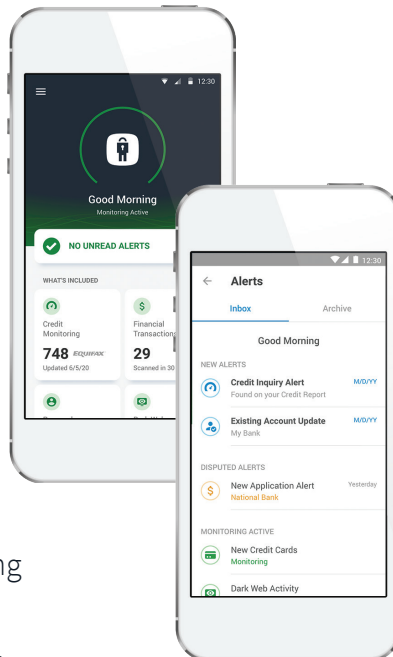 12:30
Good Morning
Monitoring Active
NO UNREAD ALERTS
WHAT'S INCLUDED
Credit
Monitoring
748 EQUIFAX
Updated 6/5/20
Financial
Transaction
29
Scanned in 30
12:30
Alerts
Inbox Archive
Good Morning
NEW ALERTS
Credit Inquiry Alert M/D/YY
Found on your Credit Report
Existing Account Update M/D/YY
My Bank
DISPUTED ALERTS
New Application Alert Yesterday
National Bank
MONITORING ACTIVE
New Credit Cards
Monitoring
Dark Web Activity